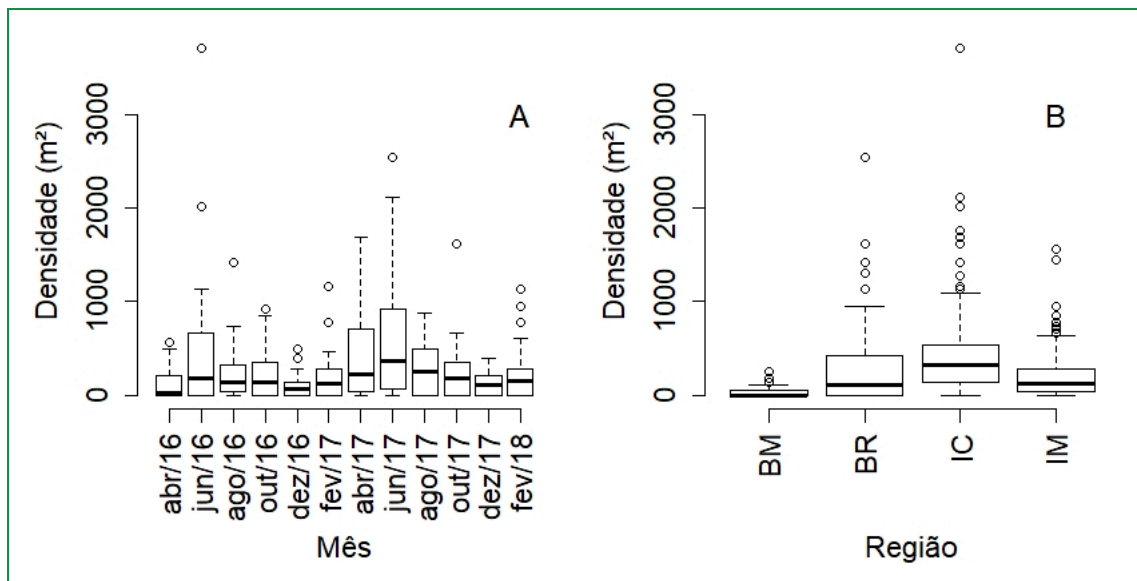 A
Densidade (m²)
0
1000
2000
3000
abr/16
jun/16
ago/16
out/16
dez/16
fev/17
abr/17
jun/17
ago/17
out/17
dez/17
fev/18
Mês
B
Densidade (m²)
0
1000
2000
3000
BM
BR
IC
IM
Região